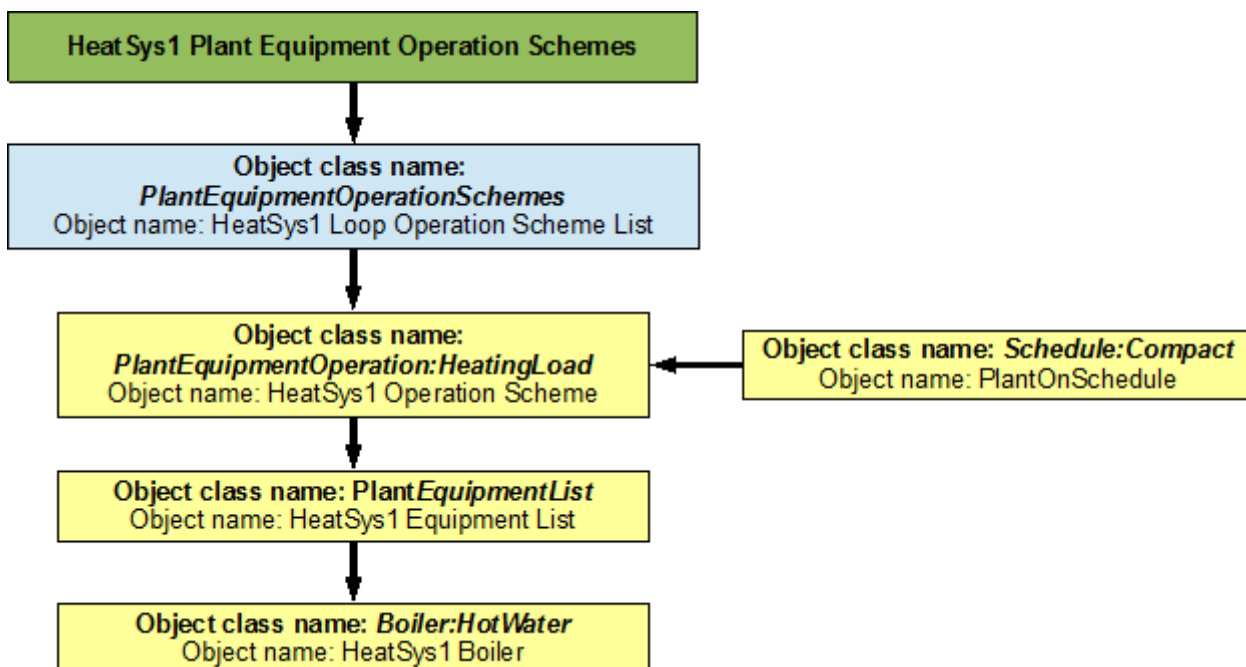 HeatSys1 Plant Equipment Operation Schemes
Object class name:
PlantEquipmentOperationSchemes
Object name: HeatSys1 Loop Operation Scheme List
Object class name:
PlantEquipmentOperation:HeatingLoad
Object name: HeatSys1 Operation Scheme
Object class name: Schedule:Compact
Object name: PlantOnSchedule
Object class name: PlantEquipmentList
Object name: HeatSys1 Equipment List
Object class name: Boiler:HotWater
Object name: HeatSys1 Boiler